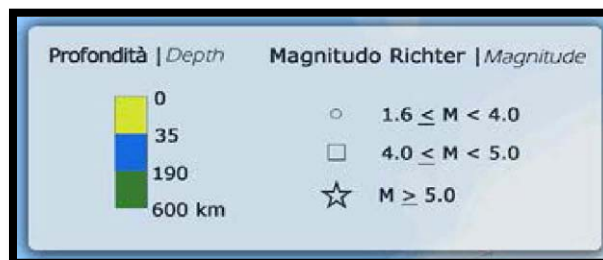 Profondità | Depth
0
35
190
600 km
Magnitudo Richter | Magnitude
1.6 ≤ M < 4.0
4.0 ≤ M < 5.0
M ≥ 5.0